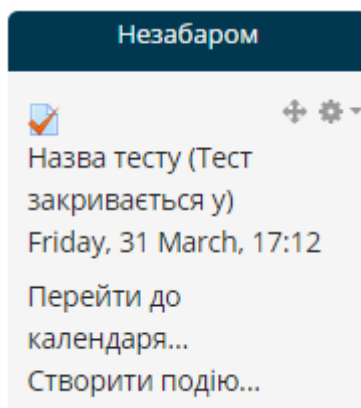 Незабаром
Назва тесту (Тест
закривається у)
Friday, 31 March, 17:12
Перейти до
календаря...
Створити подію...